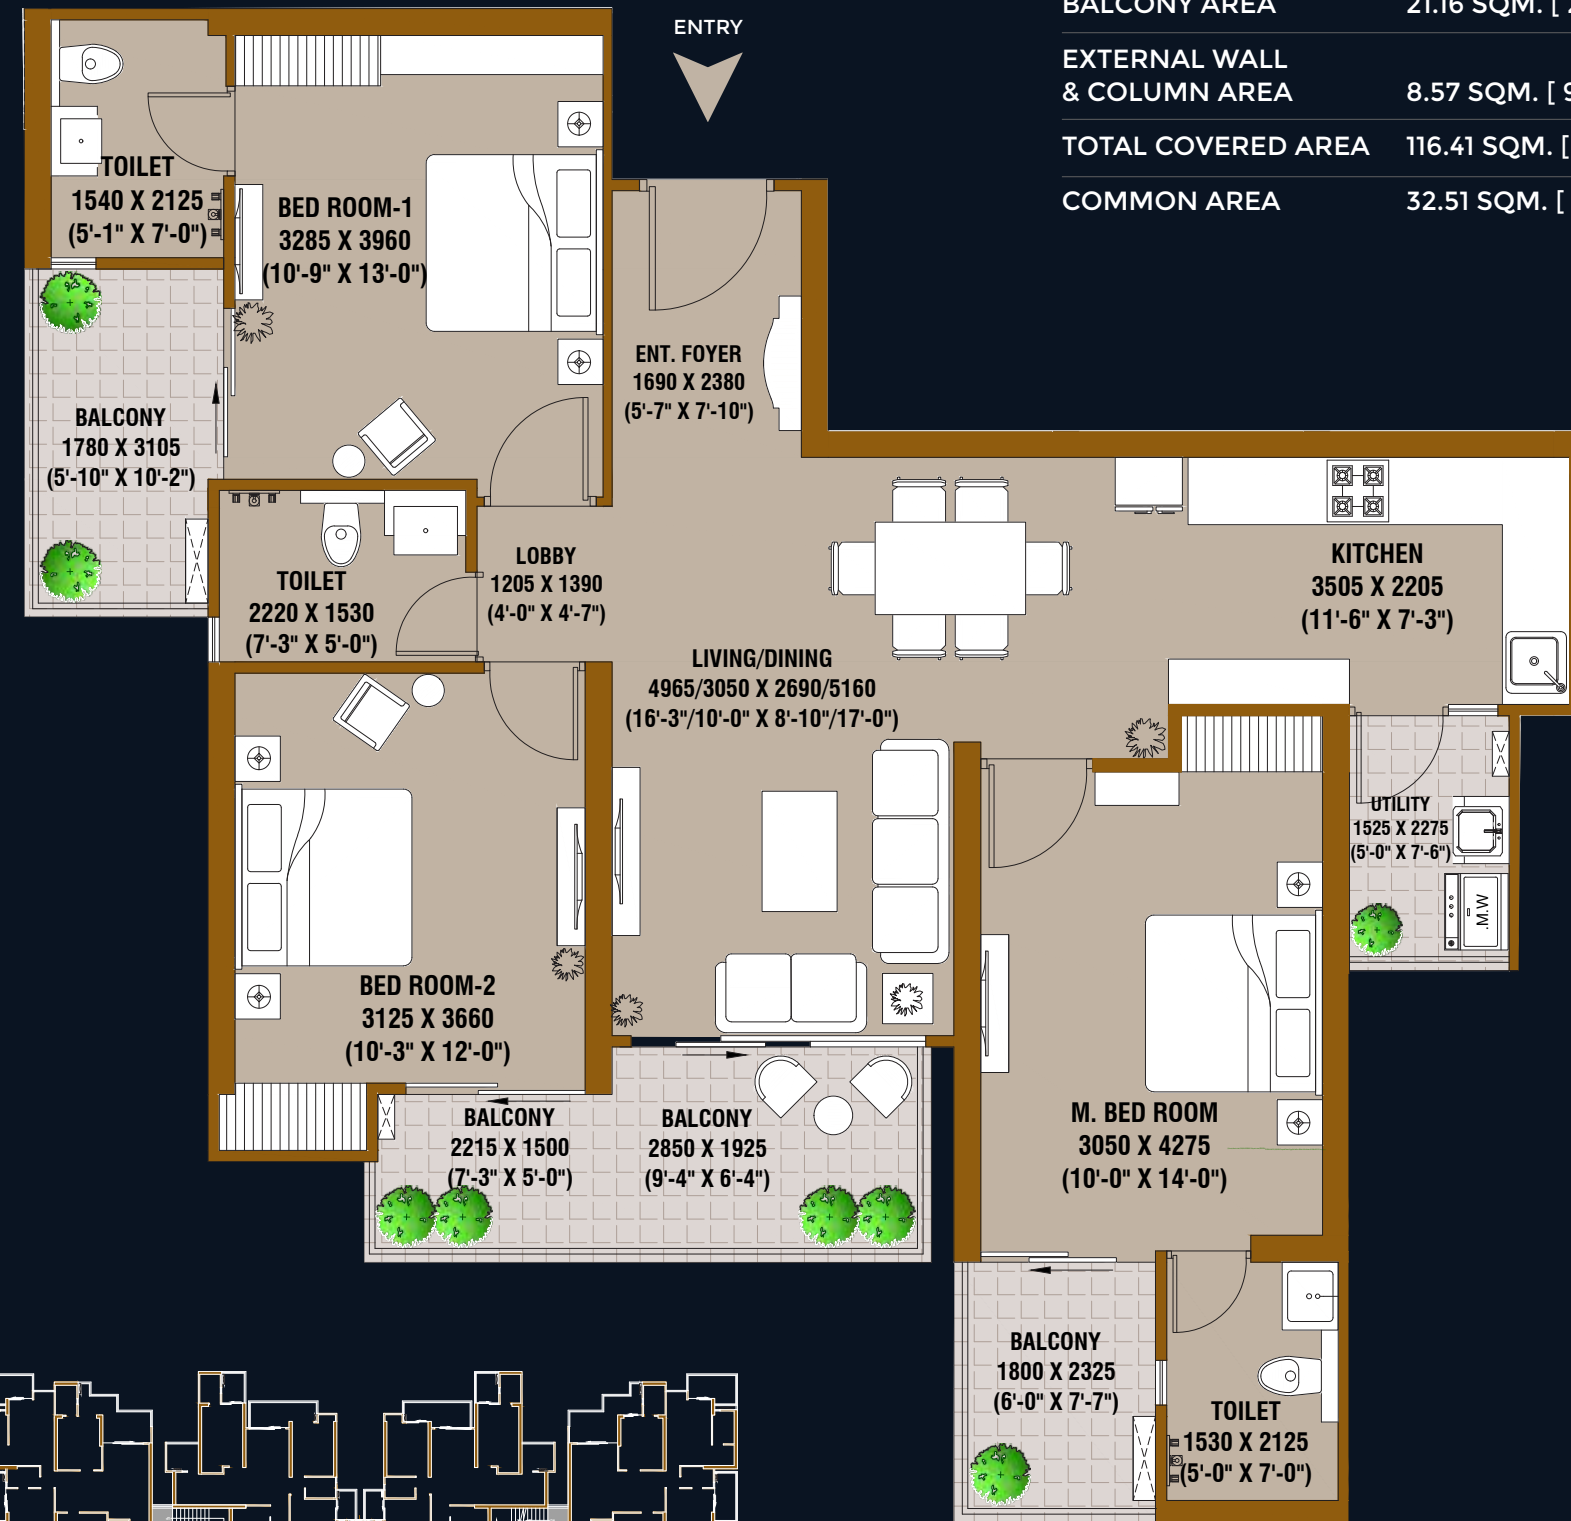 ENTRY
BALCONY AREA 21.16 SQM. [
EXTERNAL WALL
& COLUMN AREA 8.57 SQM. [ 9
TOTAL COVERED AREA 116.41 SQM. [
COMMON AREA 32.51 SQM. [
TOILET
1540 X 2125
(5'-1" X 7'-0")
BED ROOM-1
3285 X 3960
(10'-9" X 13'-0")
ENT. FOYER
1690 X 2380
(5'-7" X 7'-10")
BALCONY
1780 X 3105
(5'-10" X 10'-2")
LOBBY
1205 X 1390
(4'-0" X 4'-7")
TOILET
2220 X 1530
(7'-3" X 5'-0")
KITCHEN
3505 X 2205
(11'-6" X 7'-3")
LIVING/DINING
4965/3050 X 2690/5160
(16'-3"/10'-0" X 8'-10"/17'-0")
UTILITY
1525 X 2275
(5'-0" X 7'-6")
.M.W
BED ROOM-2
3125 X 3660
(10'-3" X 12'-0")
BALCONY
2215 X 1500
(7'-3" X 5'-0")
BALCONY
2850 X 1925
(9'-4" X 6'-4")
M. BED ROOM
3050 X 4275
(10'-0" X 14'-0")
BALCONY
1800 X 2325
(6'-0" X 7'-7")
TOILET
1530 X 2125
(5'-0" X 7'-0")